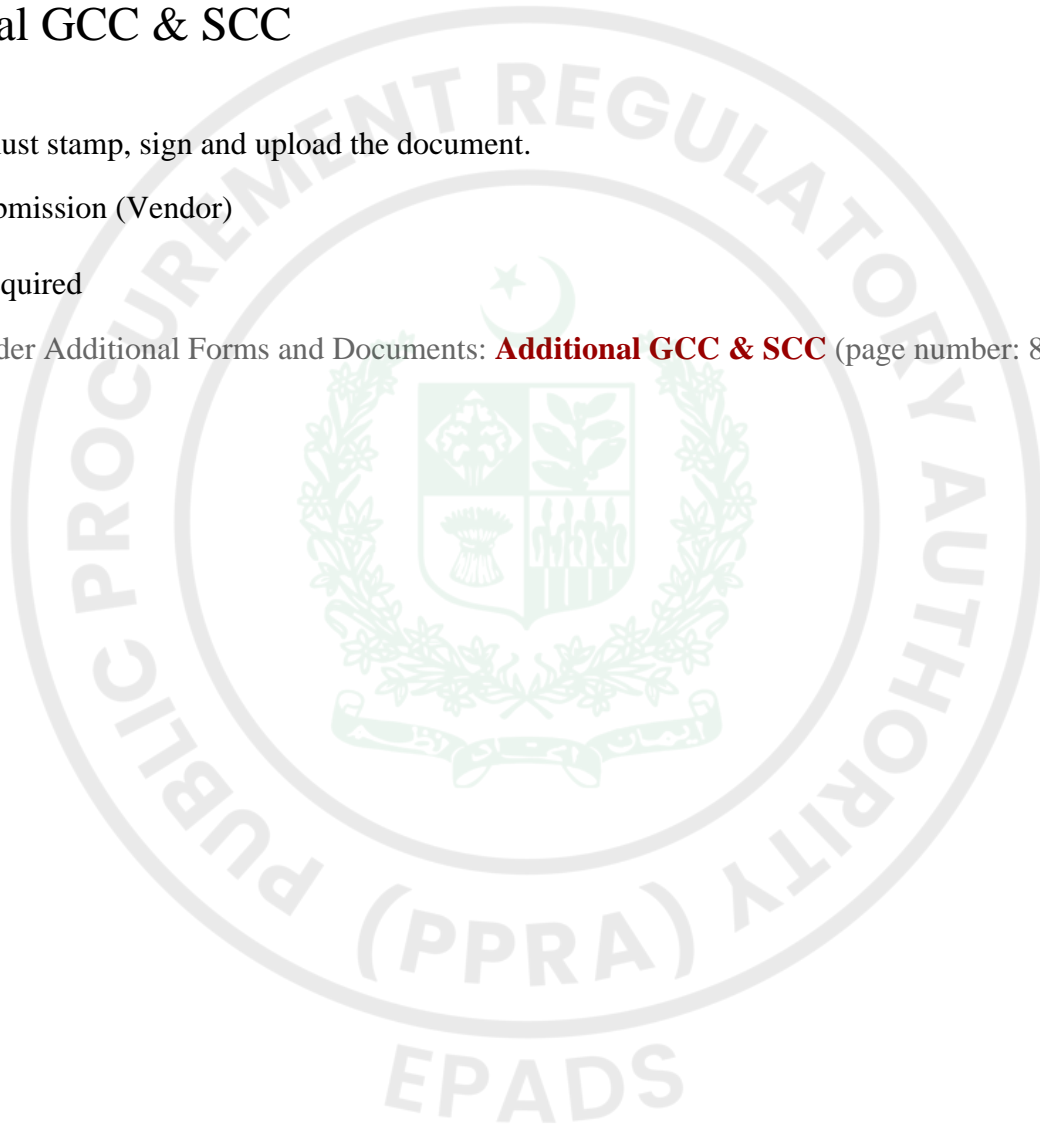 al GCC & SCC
ust stamp, sign and upload the document.
bmission (Vendor)
quired
der Additional Forms and Documents: Additional GCC & SCC (page number: 8
PUBLIC PROCUREMENT REGULATORY AUTHORITY
(PPRA)
EPADS